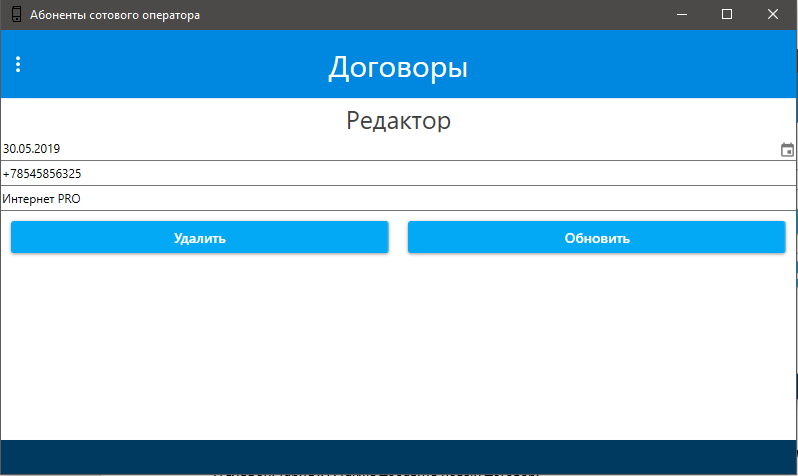 Абоненты сотового оператора
Договоры
Редактор
30.05.2019
+78545856325
Интернет PRO
Удалить Обновить